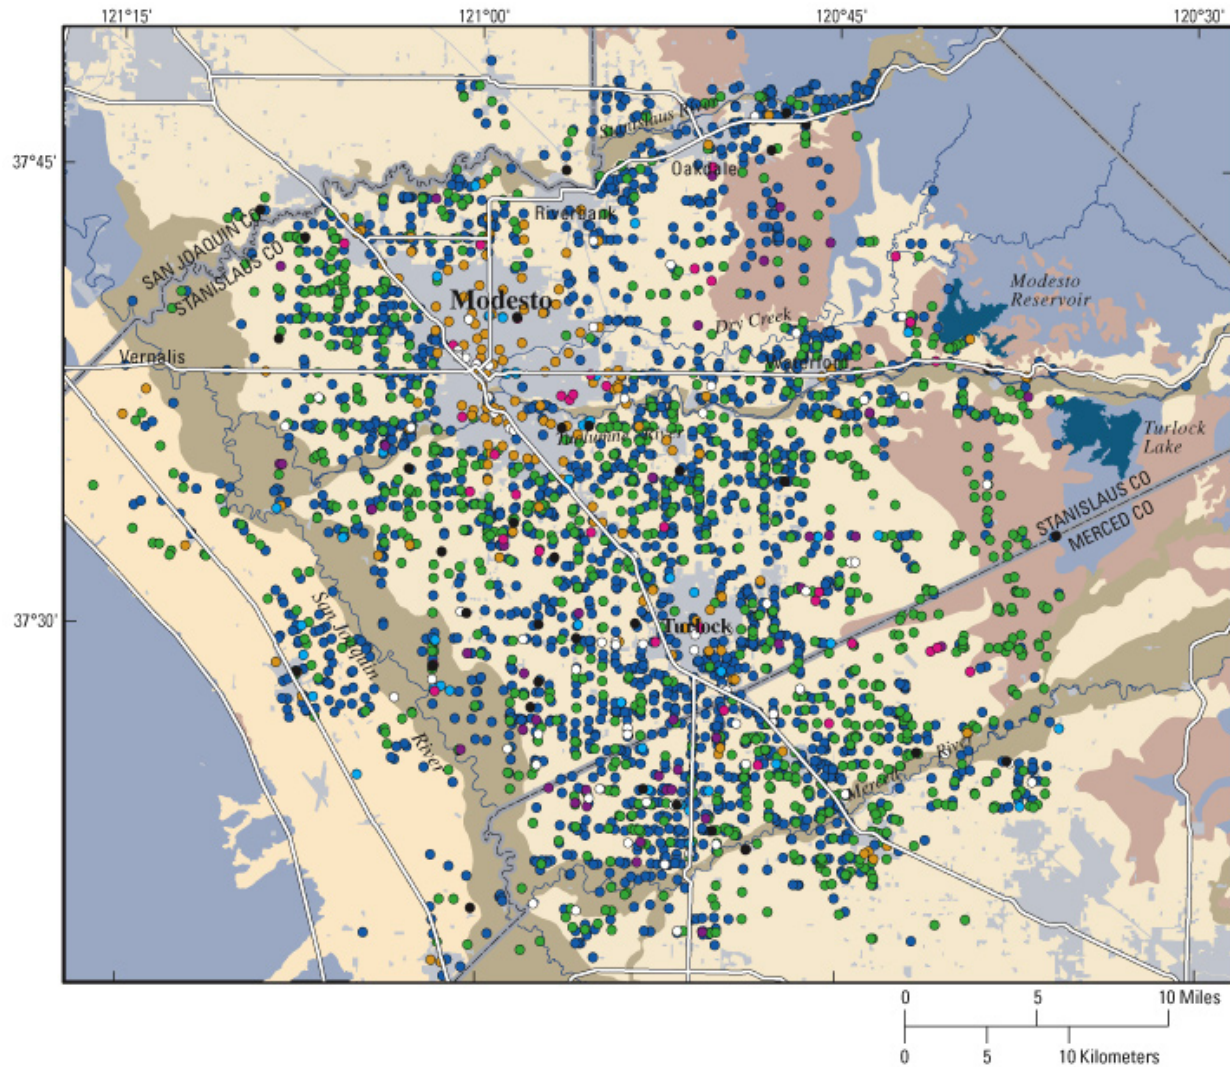 121°15'
121°00'
120°45'
120°30'
37°45'
Stanislaus River
Oakdale
Riverbank
SAN JOAQUIN CO
STANISLAUS CO
Modesto
Modesto
Reservoir
Dry Creek
Vernalis
Waterford
Tuolumne River
Turlock
Lake
STANISLAUS CO
MERCED CO
37°30'
San Joaquin
River
Turlock
Merced River
0 5 10 Miles
0 5 10 Kilometers